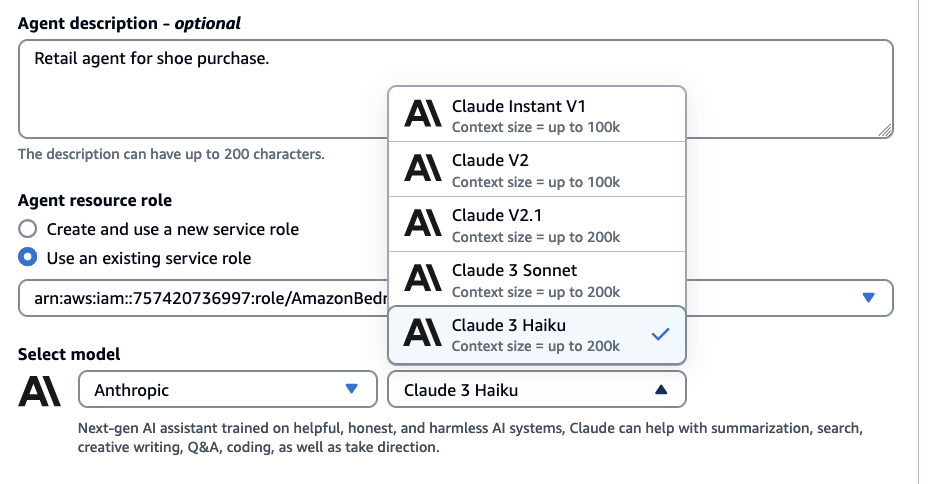 Agent description – optional
Retail agent for shoe purchase.
The description can have up to 200 characters.
Agent resource role
Create and use a new service role
Use an existing service role
arn:aws:iam::757420736997:role/AmazonBedr
Claude Instant V1
Context size = up to 100k
Claude V2
Context size = up to 100k
Claude V2.1
Context size = up to 200k
Claude 3 Sonnet
Context size = up to 200k
Claude 3 Haiku
Context size = up to 200k
Select model
Anthropic
Claude 3 Haiku
Next-gen AI assistant trained on helpful, honest, and harmless AI systems, Claude can help with summarization, search,
creative writing, Q&A, coding, as well as take direction.